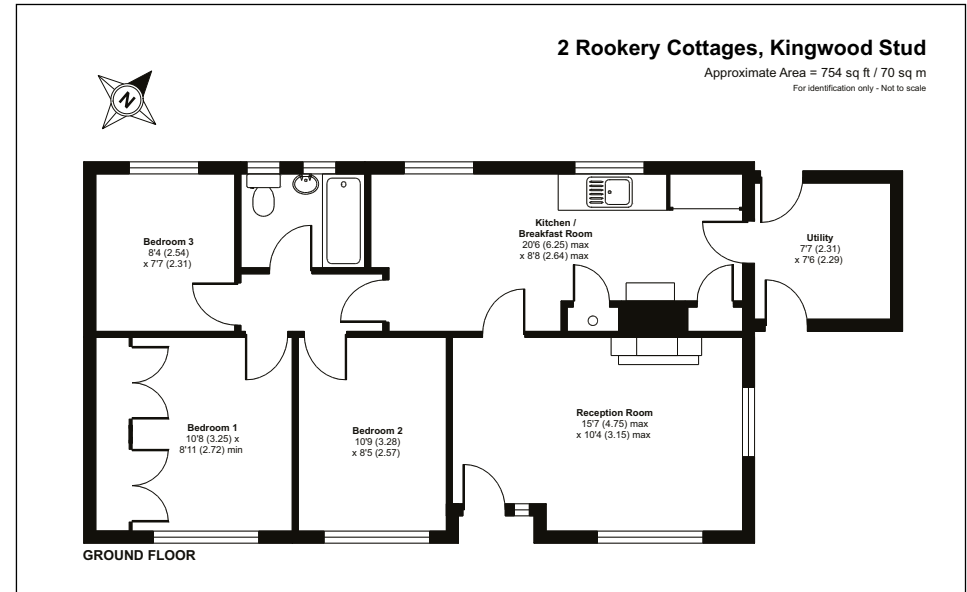 2 Rookery Cottages, Kingwood Stud
Approximate Area = 754 sq ft / 70 sq m
For identification only - Not to scale
N
Bedroom 3
8'4 (2.54)
x 7'7 (2.31)
Kitchen /
Breakfast Room
20'6 (6.25) max
x 8'8 (2.64) max
Utility
7'7 (2.31)
x 7'6 (2.29)
Bedroom 1
10'8 (3.25) x
8'11 (2.72) min
Bedroom 2
10'9 (3.28)
x 8'5 (2.57)
Reception Room
15'7 (4.75) max
x 10'4 (3.15) max
GROUND FLOOR